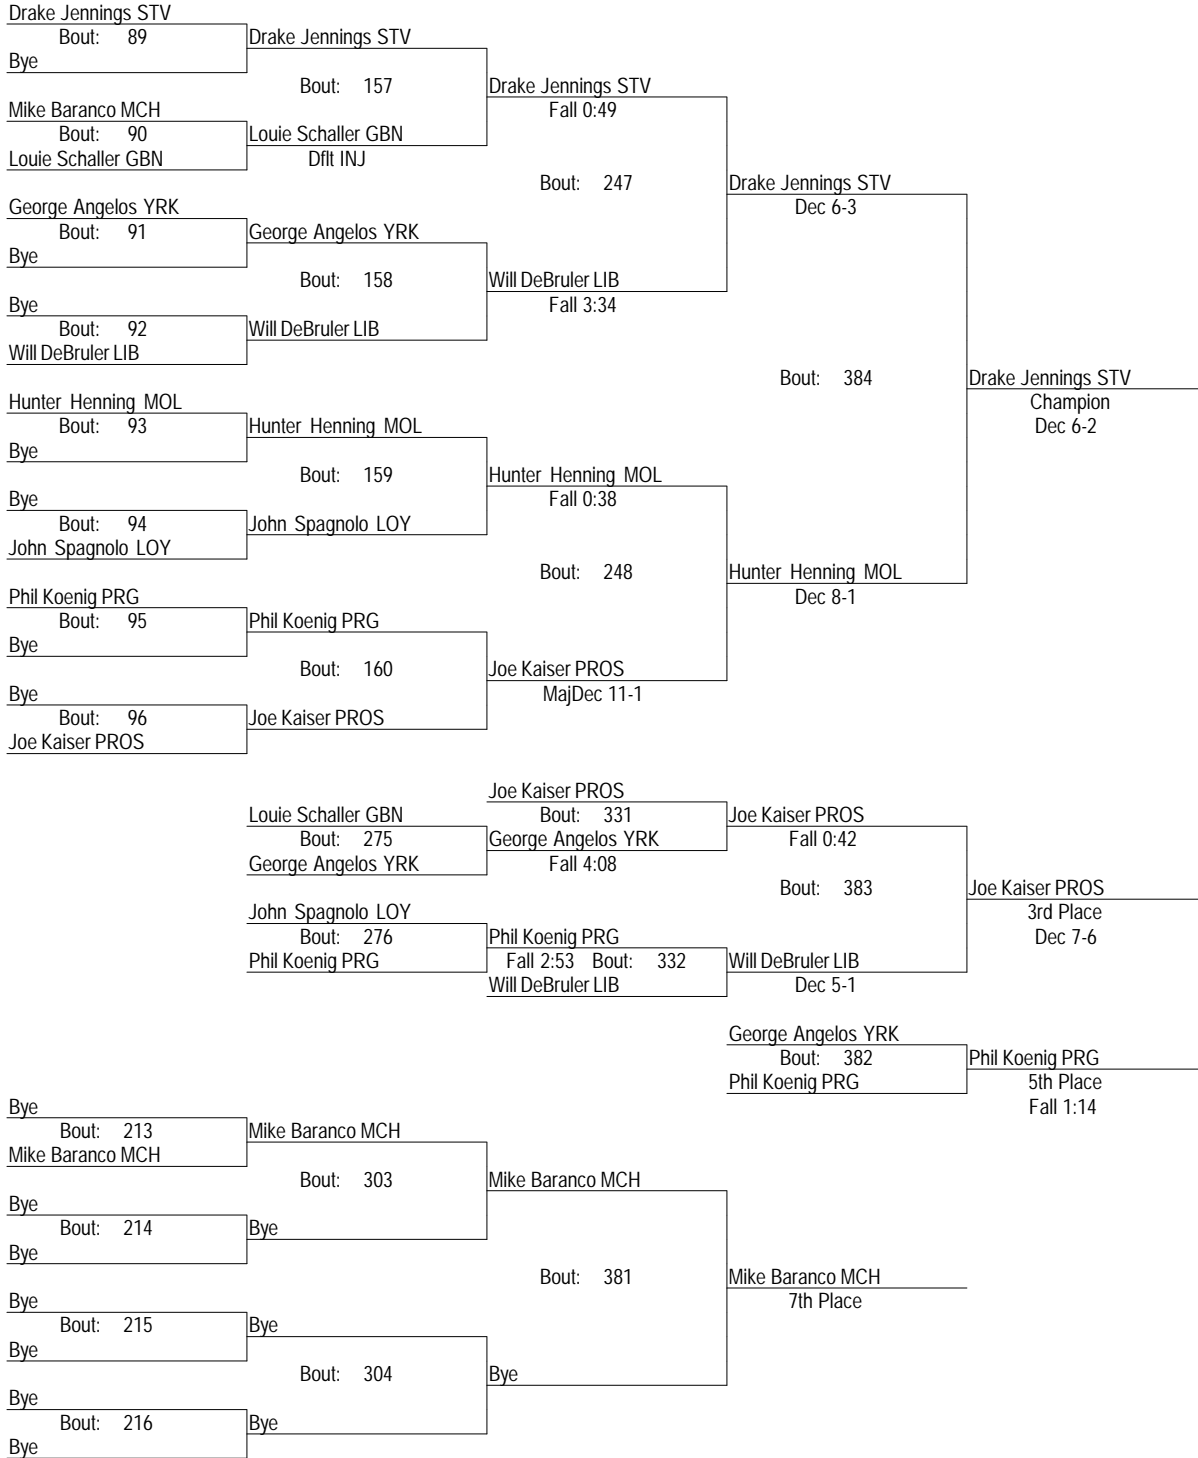 Drake Jennings STV
Bout: 89
Drake Jennings STV
Bye
Bout: 157
Drake Jennings STV
Mike Baranco MCH
Fall 0:49
Bout: 90
Louie Schaller GBN
Louie Schaller GBN
Dflt INJ
Bout: 247
Drake Jennings STV
George Angelos YRK
Dec 6-3
Bout: 91
George Angelos YRK
Bye
Bout: 158
Will DeBruler LIB
Bye
Fall 3:34
Bout: 92
Will DeBruler LIB
Will DeBruler LIB
Bout: 384
Drake Jennings STV
Hunter Henning MOL
Champion
Bout: 93
Hunter Henning MOL
Dec 6-2
Bye
Bout: 159
Hunter Henning MOL
Bye
Fall 0:38
Bout: 94
John Spagnolo LOY
John Spagnolo LOY
Bout: 248
Hunter Henning MOL
Phil Koenig PRG
Dec 8-1
Bout: 95
Phil Koenig PRG
Bye
Bout: 160
Joe Kaiser PROS
Bye
MajDec 11-1
Bout: 96
Joe Kaiser PROS
Joe Kaiser PROS
Joe Kaiser PROS
Louie Schaller GBN
Bout: 331
Joe Kaiser PROS
Bout: 275
George Angelos YRK
Fall 0:42
George Angelos YRK
Fall 4:08
Bout: 383
Joe Kaiser PROS
John Spagnolo LOY
3rd Place
Bout: 276
Phil Koenig PRG
Dec 7-6
Phil Koenig PRG
Fall 2:53 Bout: 332
Will DeBruler LIB
Will DeBruler LIB
Dec 5-1
George Angelos YRK
Bout: 382
Phil Koenig PRG
Phil Koenig PRG
5th Place
Fall 1:14
Bye
Bout: 213
Mike Baranco MCH
Mike Baranco MCH
Bout: 303
Mike Baranco MCH
Bye
Bout: 214
Bye
Bye
Bout: 381
Mike Baranco MCH
7th Place
Bye
Bout: 215
Bye
Bye
Bout: 304
Bye
Bye
Bout: 216
Bye
Bye